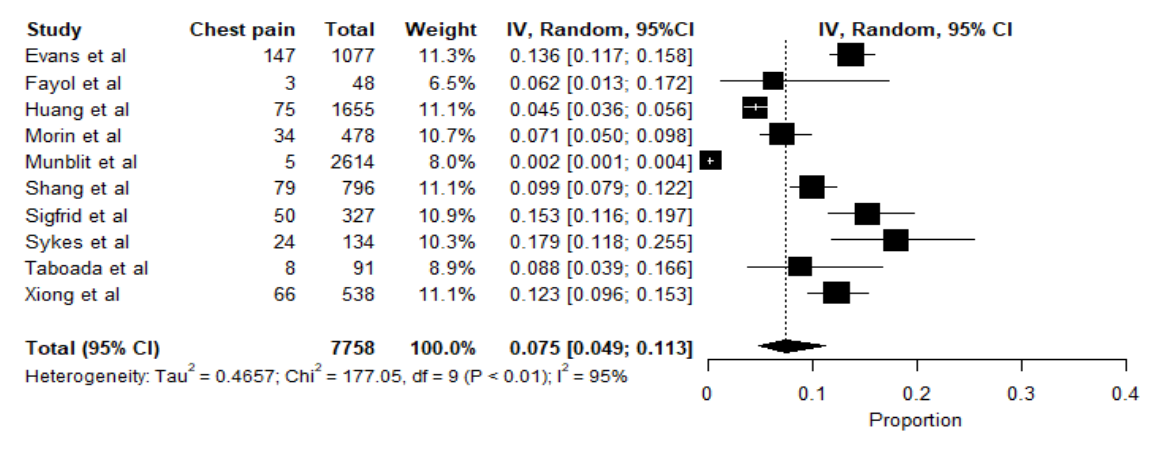 Study Chest pain Total Weight IV, Random, 95%CI IV, Random, 95% CI
Evans et al 147 1077 11.3% 0.136 [0.117; 0.158]
Fayol et al 3 48 6.5% 0.062 [0.013; 0.172]
Huang et al 75 1655 11.1% 0.045 [0.036; 0.056]
Morin et al 34 478 10.7% 0.071 [0.050; 0.098]
Munblit et al 5 2614 8.0% 0.002 [0.001; 0.004]
Shang et al 79 796 11.1% 0.099 [0.079; 0.122]
Sigfrid et al 50 327 10.9% 0.153 [0.116; 0.197]
Sykes et al 24 134 10.3% 0.179 [0.118; 0.255]
Taboada et al 8 91 8.9% 0.088 [0.039; 0.166]
Xiong et al 66 538 11.1% 0.123 [0.096; 0.153]
Total (95% CI) 7758 100.0% 0.075 [0.049; 0.113]
Heterogeneity: Tau² = 0.4657; Chi² = 177.05, df = 9 (P < 0.01); I² = 95%
0 0.1 0.2 0.3 0.4
Proportion